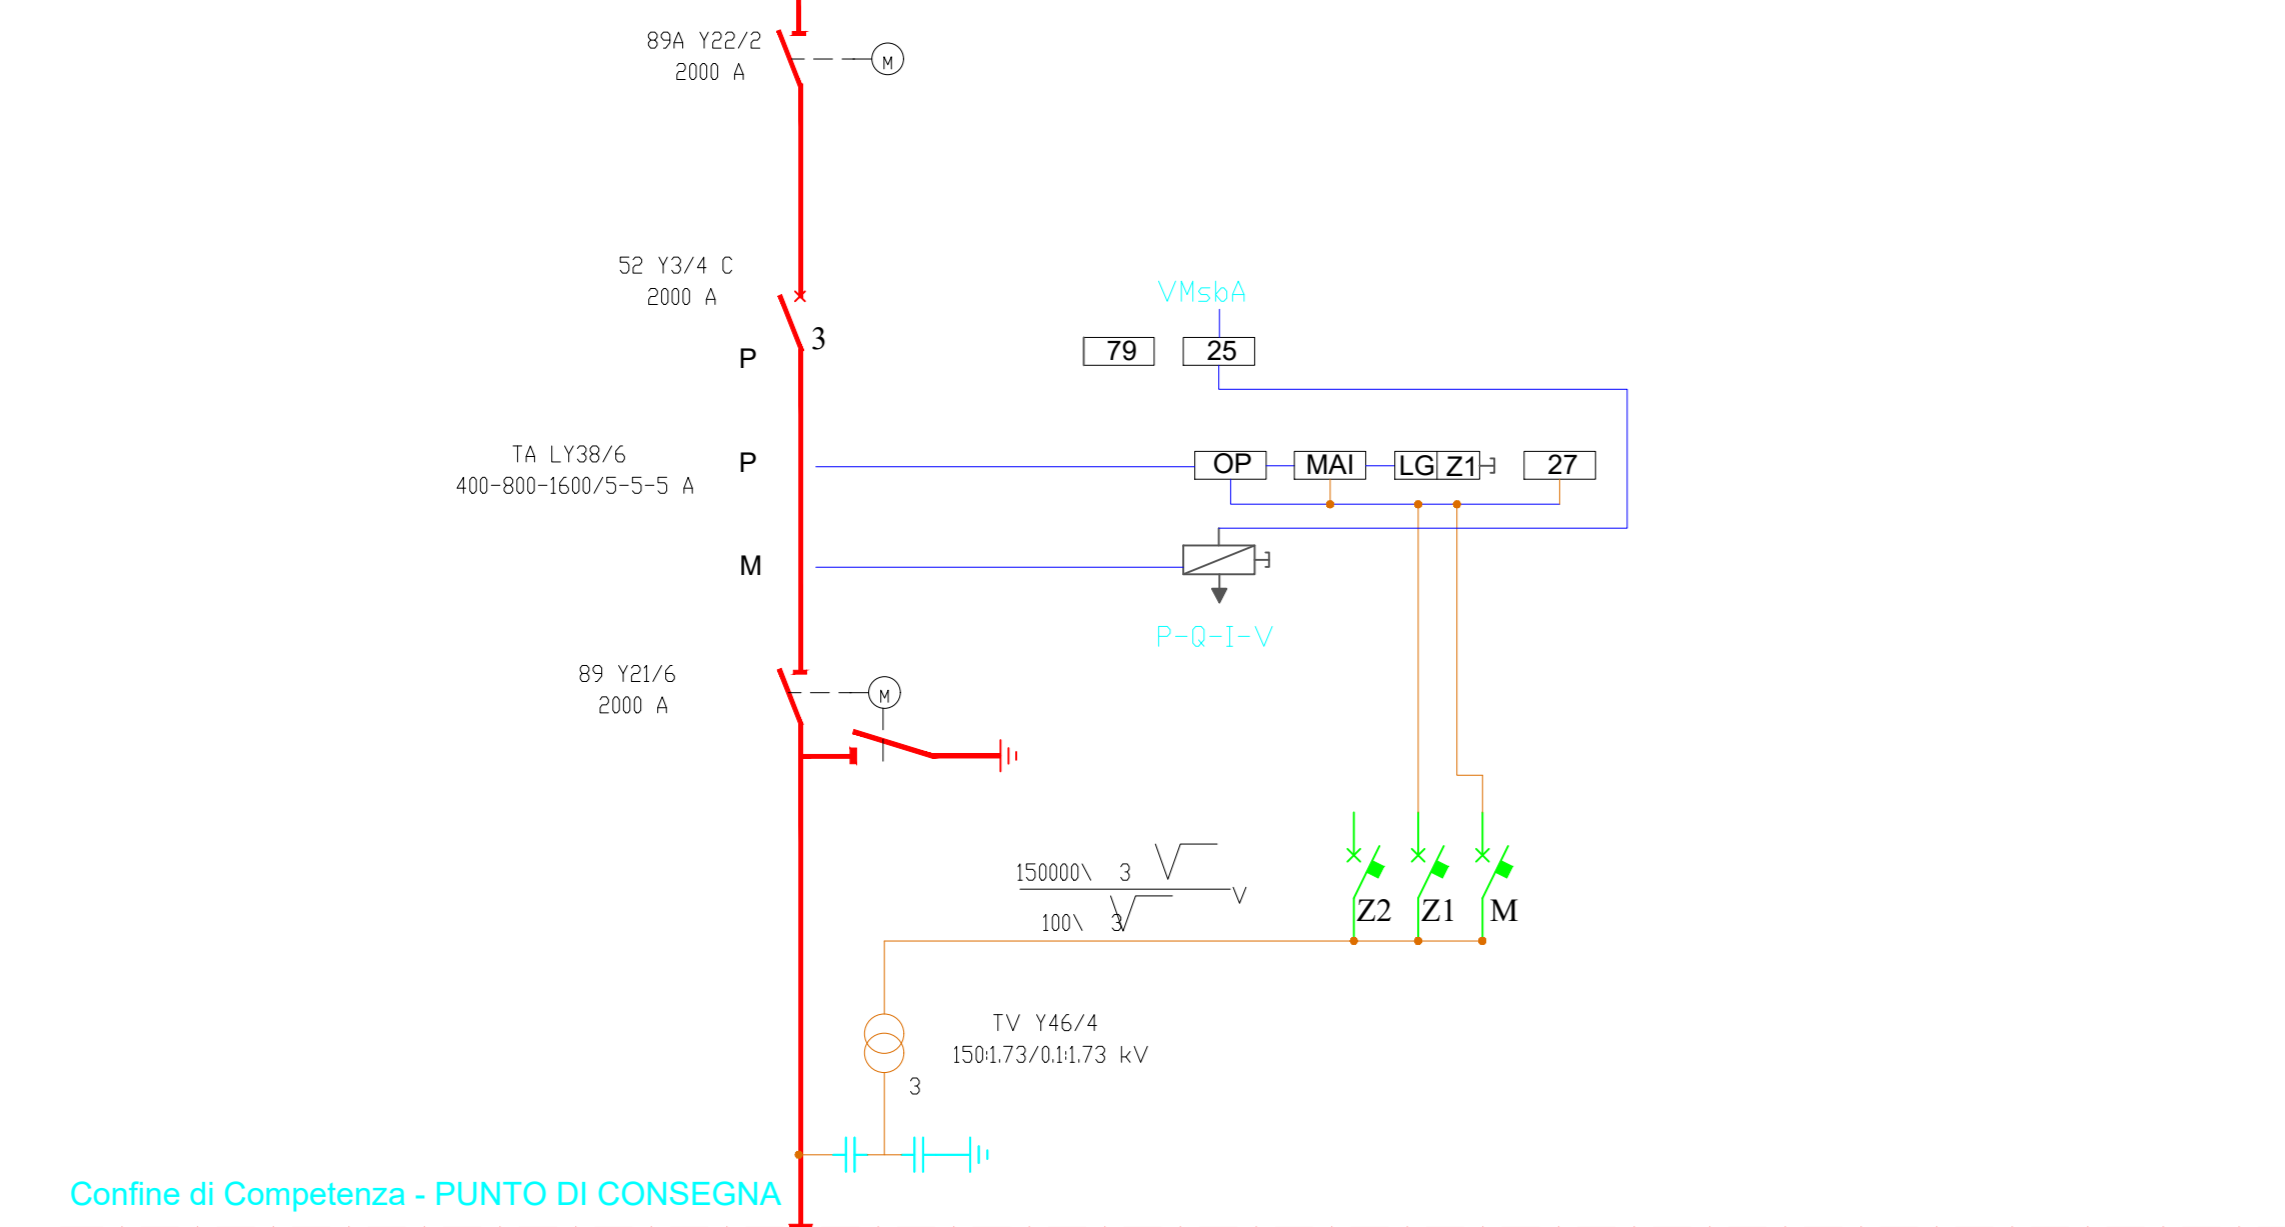 89A Y22/2
2000 A
M
52 Y3/4 C
2000 A
3
P
VMsbA
79
25
TA LY38/6
400-800-1600/5-5-5 A
P
OP
MAI
LG
Z1
27
M
P-Q-I-V
89 Y21/6
2000 A
M
150000\ 3
V
100\ 3
Z2
Z1
M
TV Y46/4
150:1.73/0.1:1.73 kV
3
Confine di Competenza - PUNTO DI CONSEGNA